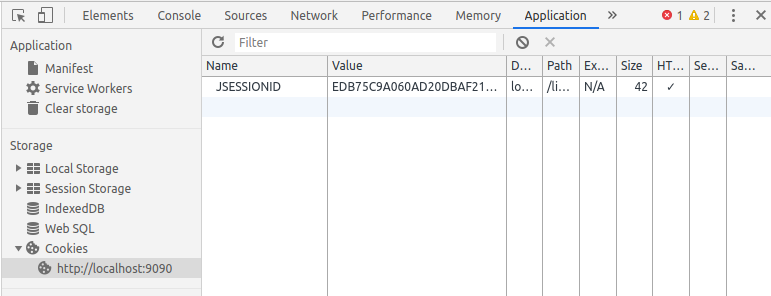 Elements Console Sources Network Performance Memory Application » 1 2
Application
Manifest
Service Workers
Clear storage
Storage
Local Storage
Session Storage
IndexedDB
Web SQL
Cookies
http://localhost:9090
Filter
Name Value D... Path Ex... Size HT... Se... Sa...
JSESSIONID EDB75C9A060AD20DBAF21... lo... /li... N/A 42 ✓